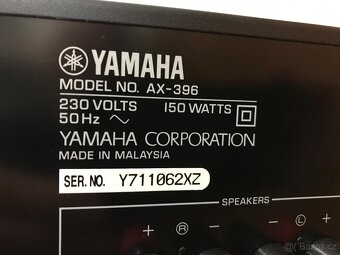 YAMAHA
MODEL NO. AX-396
230 VOLTS 150 WATTS
50Hz
YAMAHA CORPORATION
MADE IN MALAYSIA
SER. NO. Y711062XZ
SPEAKERS
+ R - - L +